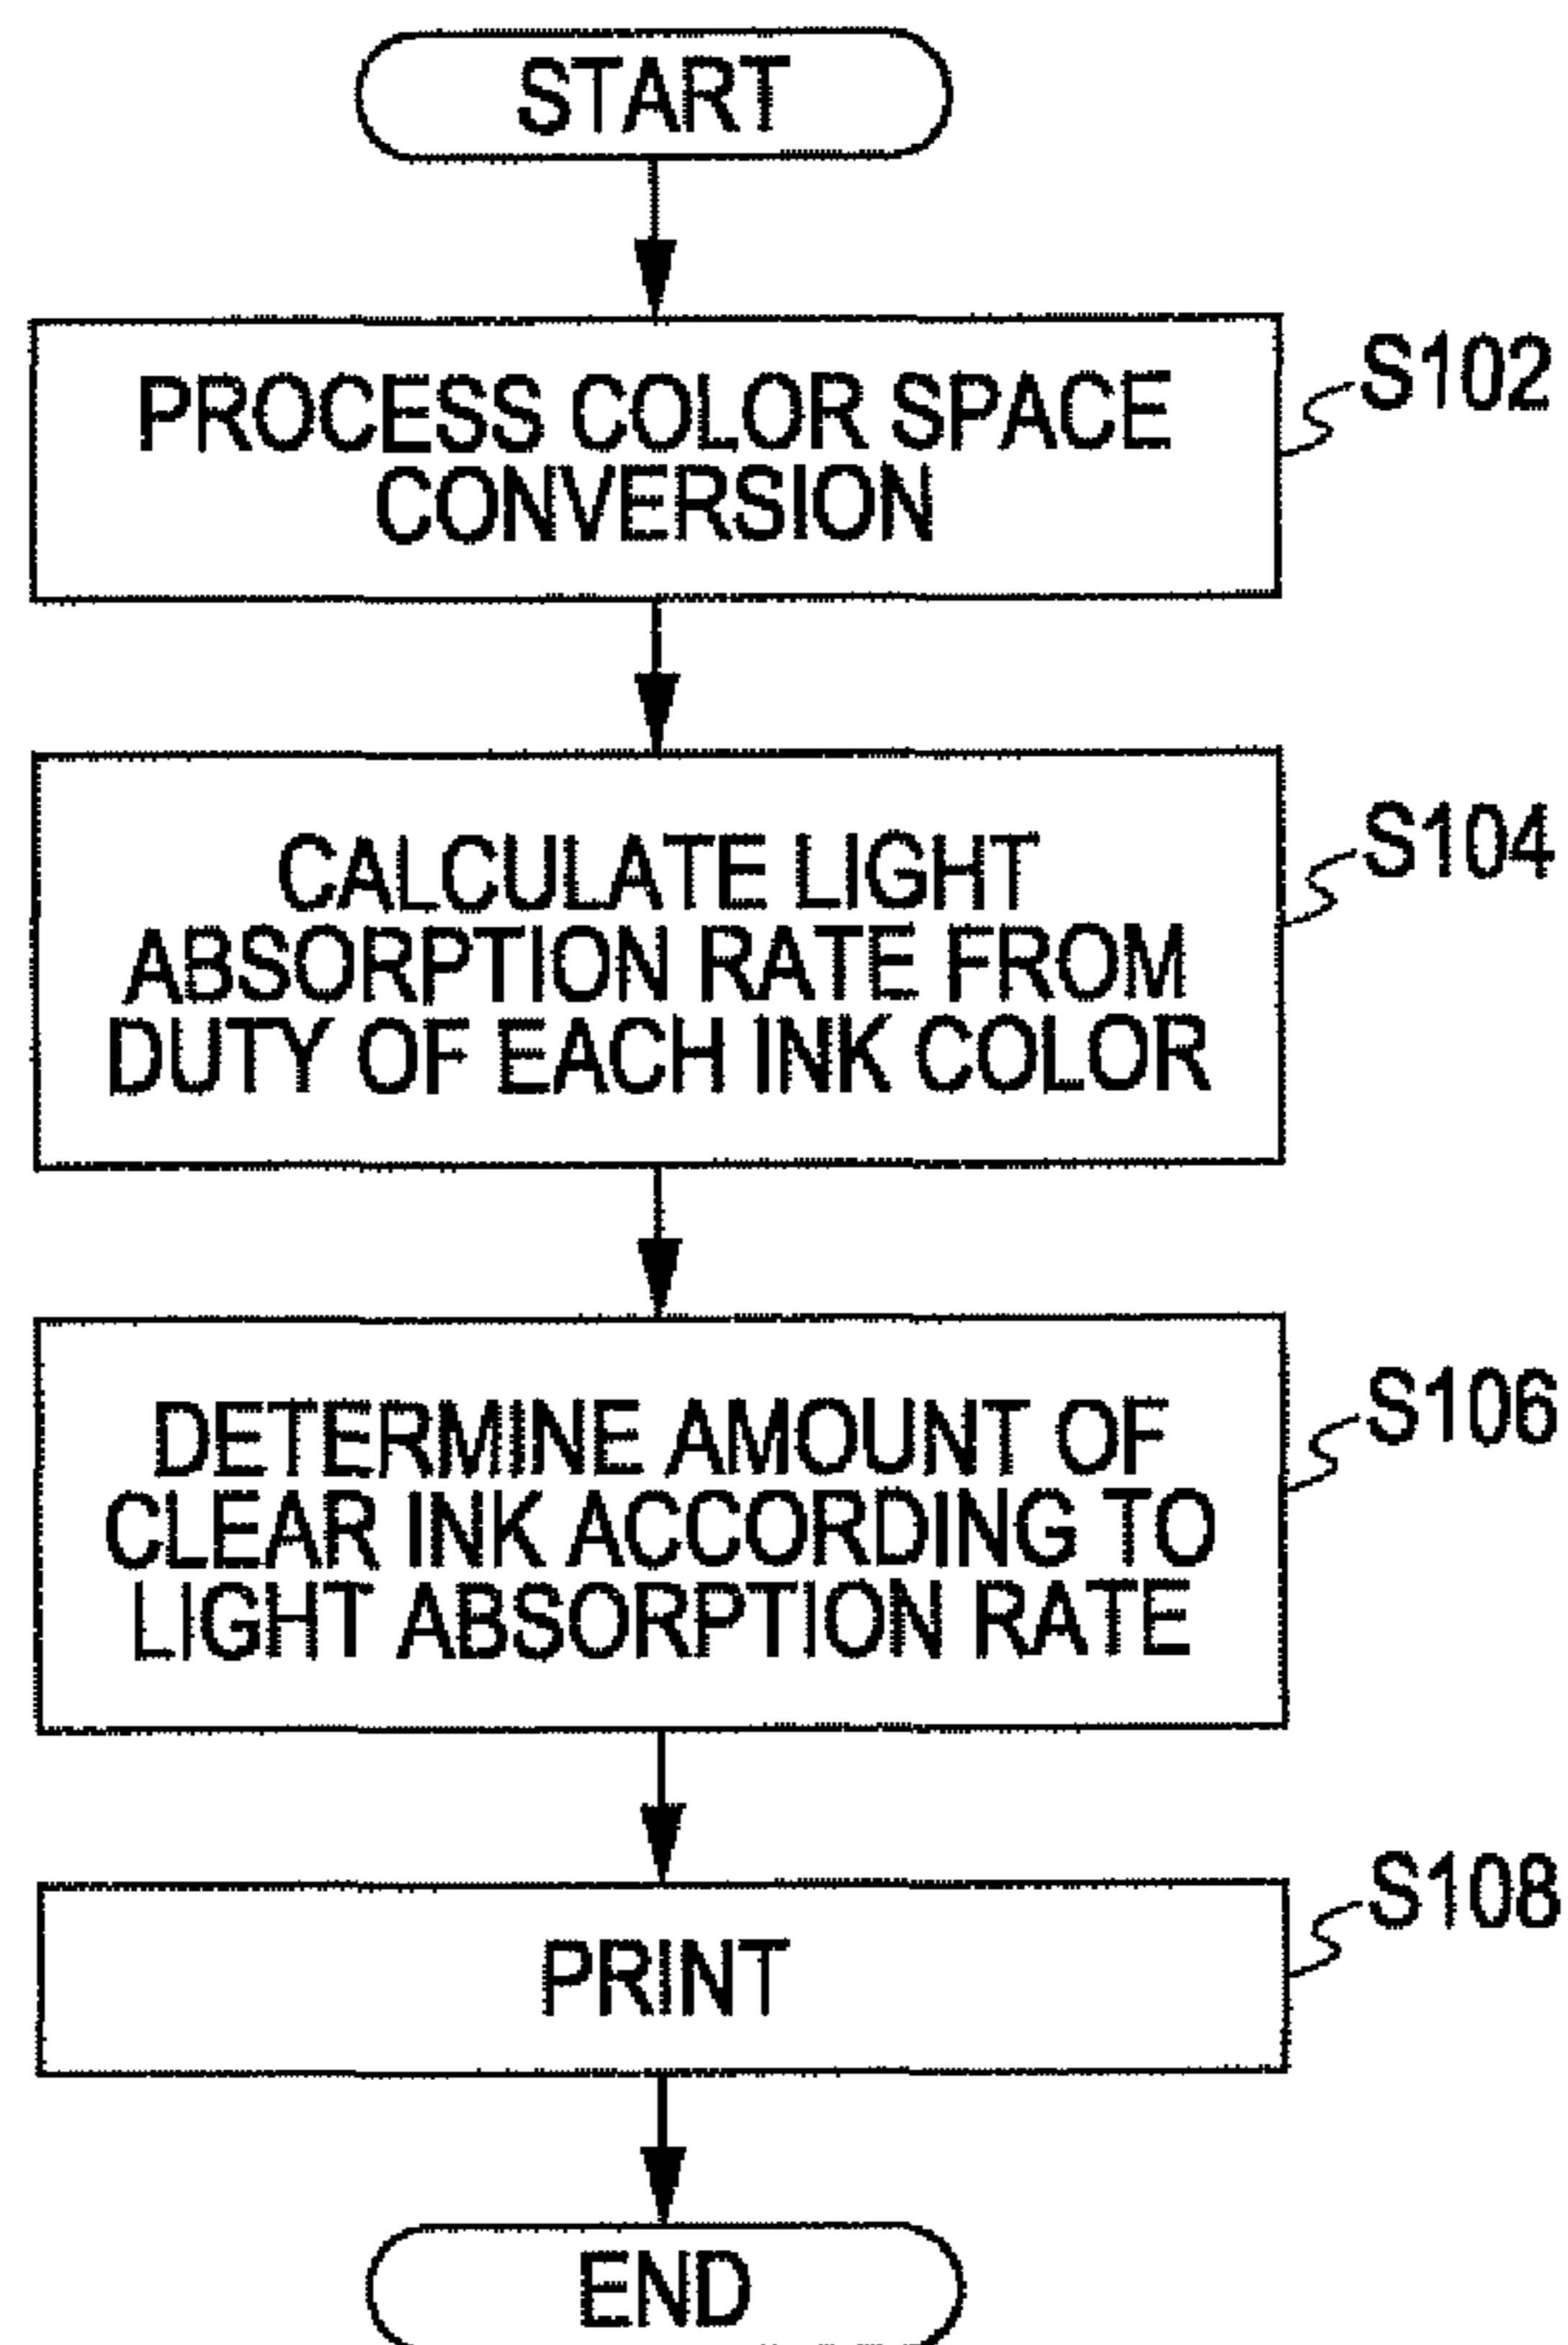 START
PROCESS COLOR SPACE
CONVERSION
S102
CALCULATE LIGHT
ABSORPTION RATE FROM
DUTY OF EACH INK COLOR
S104
DETERMINE AMOUNT OF
CLEAR INK ACCORDING TO
LIGHT ABSORPTION RATE
S106
PRINT
S108
END